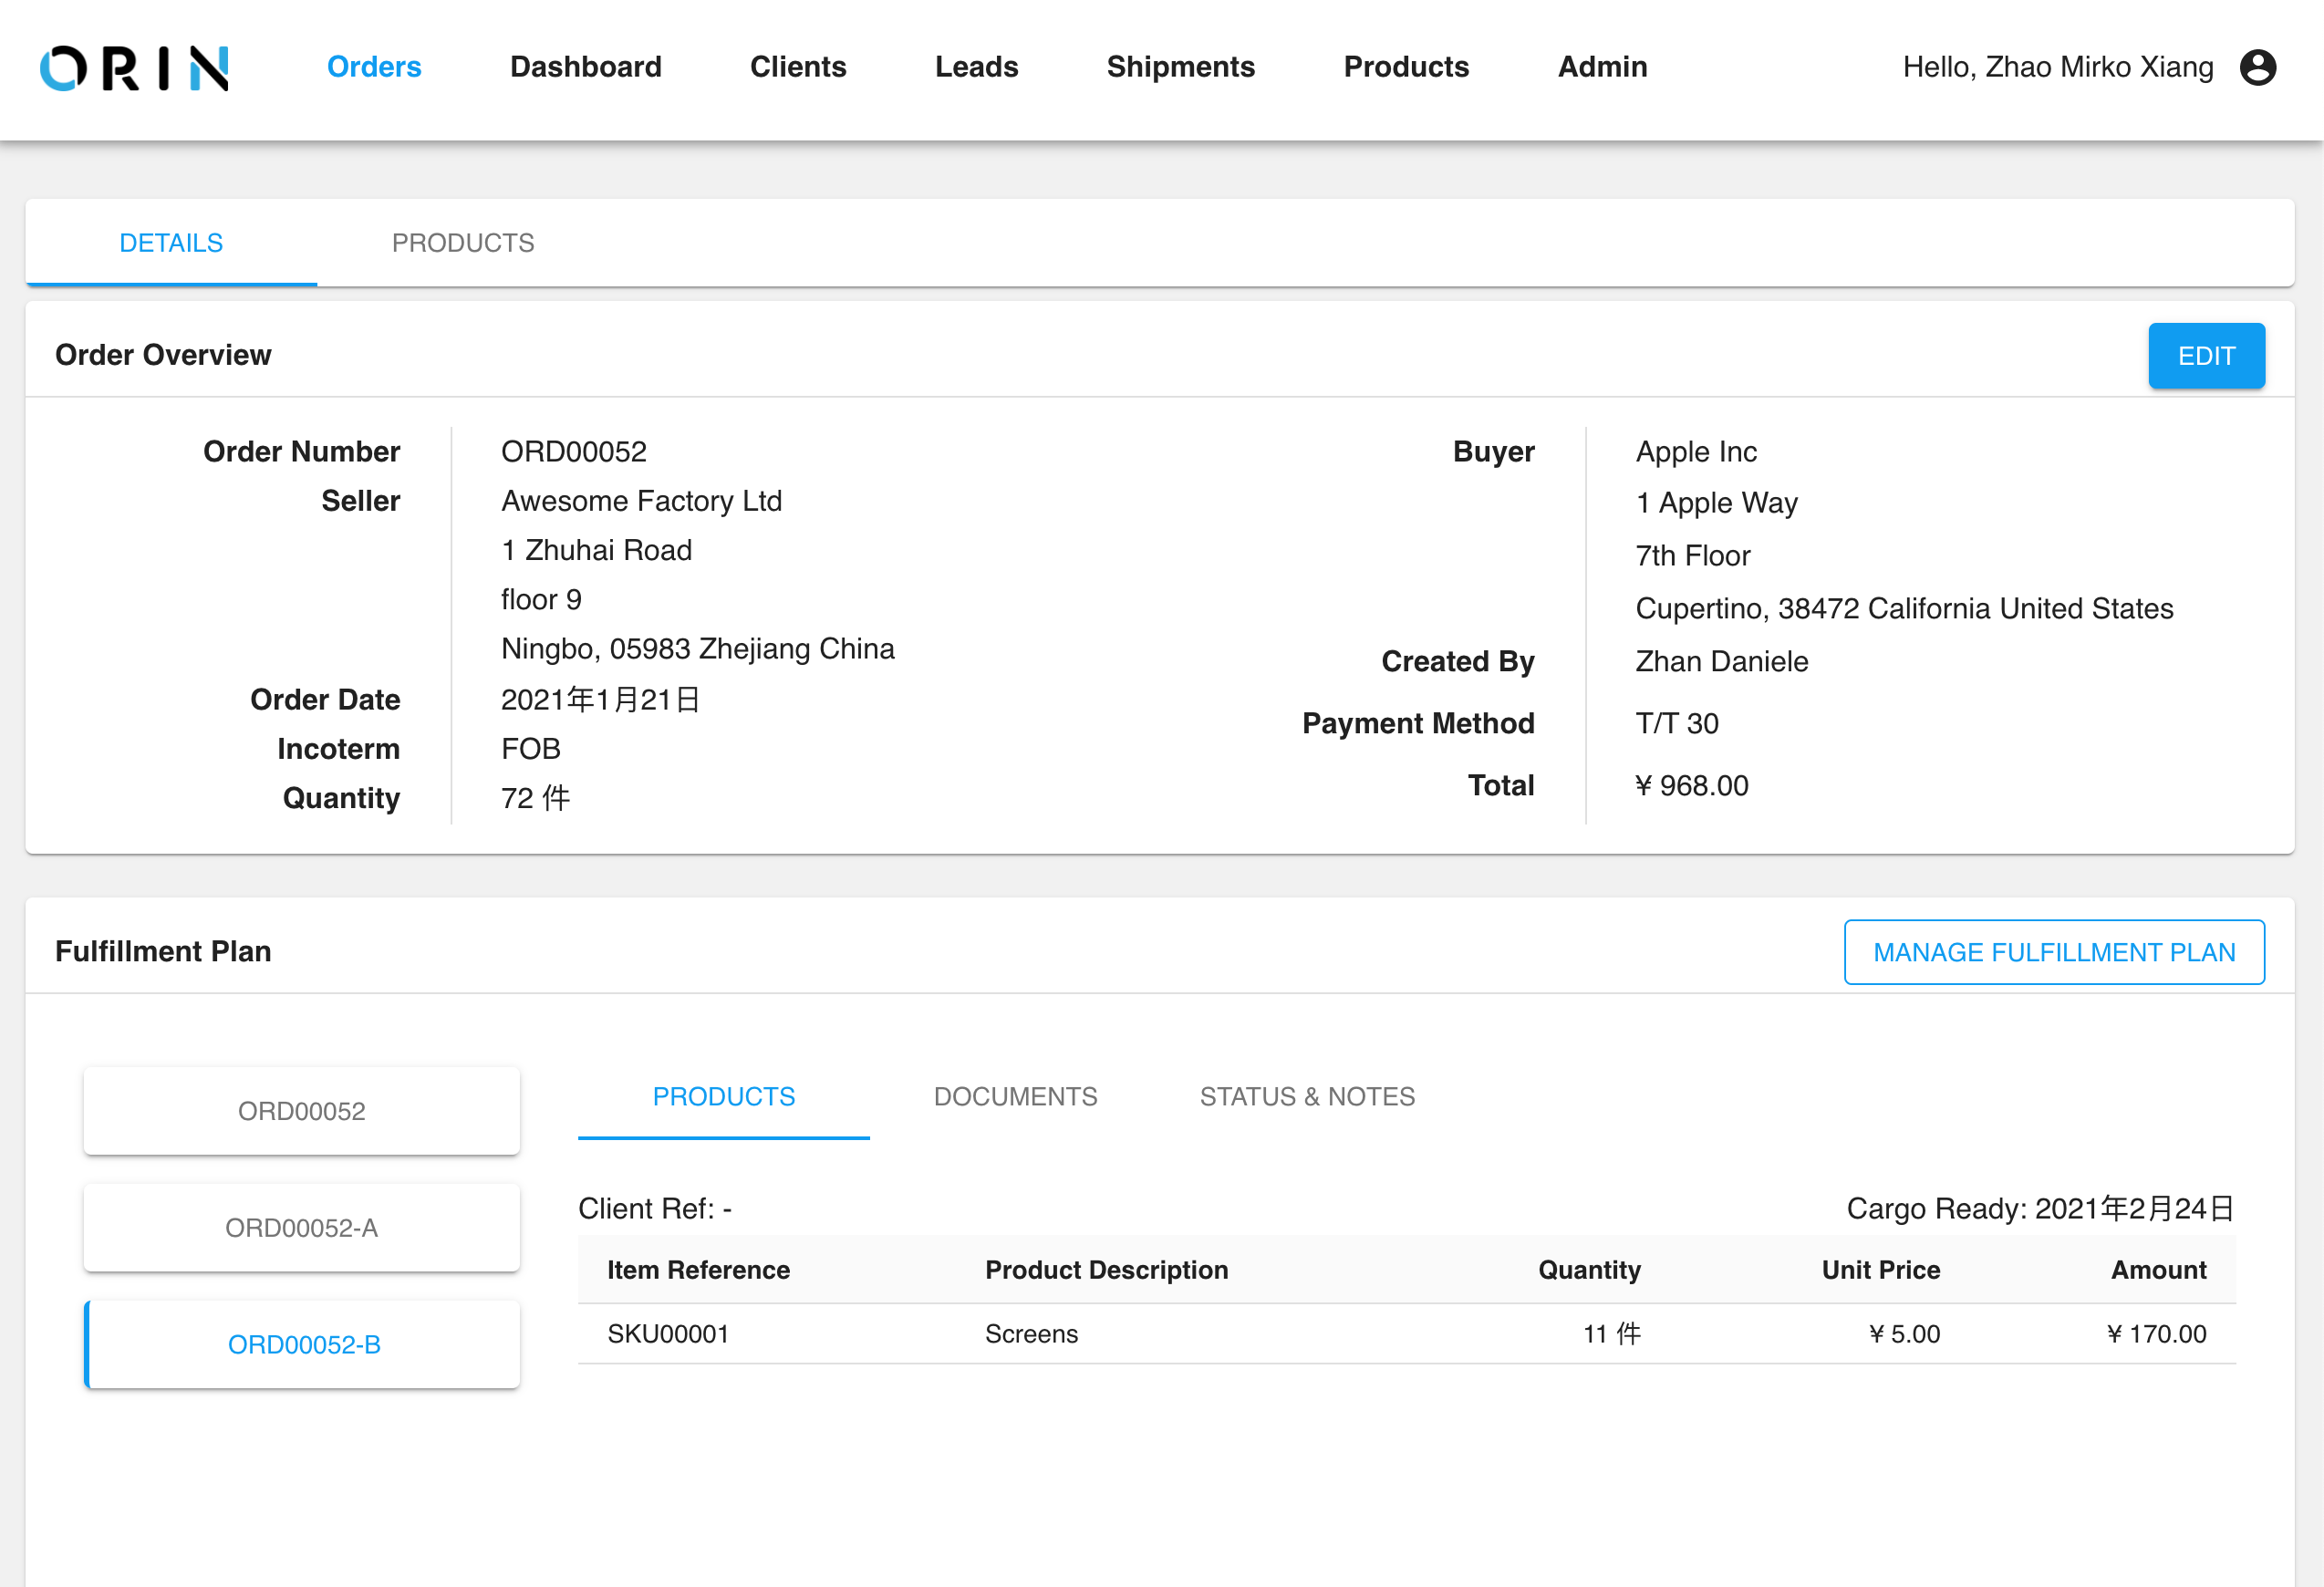 ORIN
Orders Dashboard Clients Leads Shipments Products Admin Hello, Zhao Mirko Xiang
DETAILS PRODUCTS
Order Overview EDIT
Order Number ORD00052
Seller Awesome Factory Ltd
1 Zhuhai Road
floor 9
Ningbo, 05983 Zhejiang China
Order Date 2021年1月21日
Incoterm FOB
Quantity 72 件
Buyer Apple Inc
1 Apple Way
7th Floor
Cupertino, 38472 California United States
Created By Zhan Daniele
Payment Method T/T 30
Total ¥ 968.00
Fulfillment Plan MANAGE FULFILLMENT PLAN
ORD00052
ORD00052-A
ORD00052-B
PRODUCTS DOCUMENTS STATUS & NOTES
Client Ref: - Cargo Ready: 2021年2月24日
Item Reference Product Description Quantity Unit Price Amount
SKU00001 Screens 11 件 ¥ 5.00 ¥ 170.00